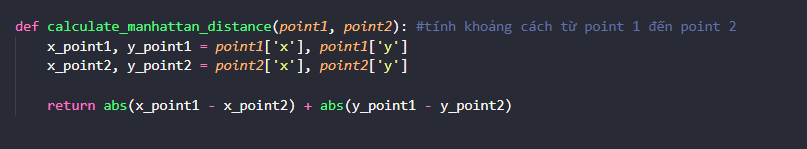 def calculate_manhattan_distance(point1, point2): #tính khoảng cách từ point 1 đến point 2
x_point1, y_point1 = point1['x'], point1['y']
x_point2, y_point2 = point2['x'], point2['y']
return abs(x_point1 - x_point2) + abs(y_point1 - y_point2)